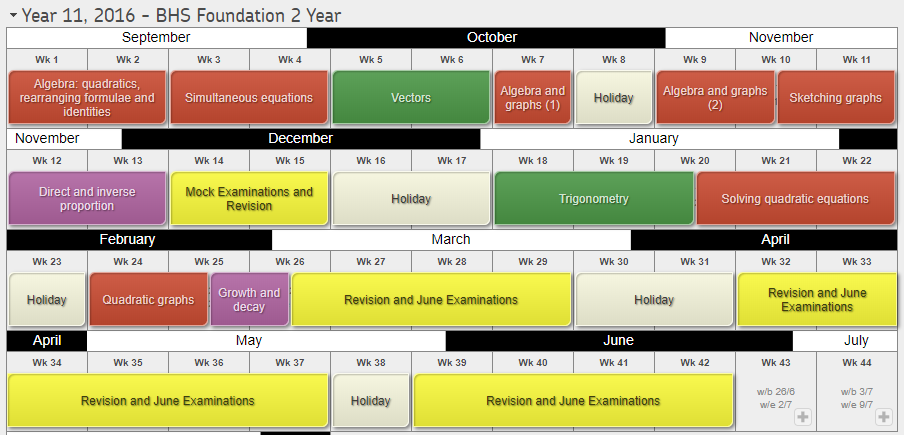 Year 11, 2016 - BHS Foundation 2 Year
September October November
Wk 1 Wk 2 Wk 3 Wk 4 Wk 5 Wk 6 Wk 7 Wk 8 Wk 9 Wk 10 Wk 11
Algebra: quadratics,
rearranging formulae and
identities
Simultaneous equations
Vectors
Algebra and
graphs (1)
Holiday
Algebra and graphs
(2)
Sketching graphs
November December January
Wk 12 Wk 13 Wk 14 Wk 15 Wk 16 Wk 17 Wk 18 Wk 19 Wk 20 Wk 21 Wk 22
Direct and inverse
proportion
Mock Examinations and
Revision
Holiday
Trigonometry
Solving quadratic equations
February March April
Wk 23 Wk 24 Wk 25 Wk 26 Wk 27 Wk 28 Wk 29 Wk 30 Wk 31 Wk 32 Wk 33
Holiday
Quadratic graphs
Growth and
decay
Revision and June Examinations
Holiday
Revision and June
Examinations
April May June July
Wk 34 Wk 35 Wk 36 Wk 37 Wk 38 Wk 39 Wk 40 Wk 41 Wk 42 Wk 43 Wk 44
Revision and June Examinations
Holiday
Revision and June Examinations
w/b 26/6
w/e 2/7
w/b 3/7
w/e 9/7